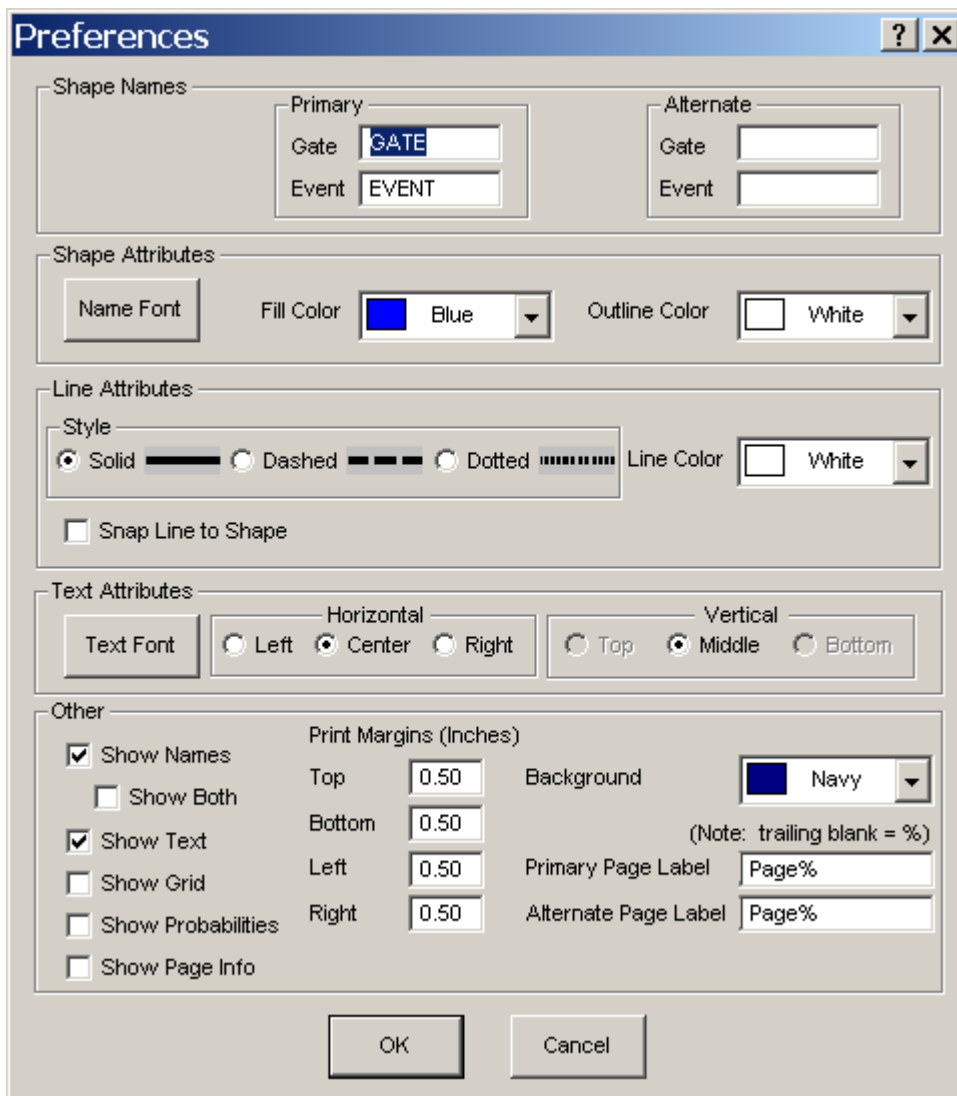 Preferences
Shape Names
Primary
Gate GATE
Event EVENT
Alternate
Gate
Event
Shape Attributes
Name Font Fill Color Blue Outline Color White
Line Attributes
Style
Solid Dashed Dotted Line Color White
Snap Line to Shape
Text Attributes
Text Font
Horizontal
Left Center Right
Vertical
Top Middle Bottom
Other
Show Names
Show Both
Show Text
Show Grid
Show Probabilities
Show Page Info
Print Margins (Inches)
Top 0.50
Bottom 0.50
Left 0.50
Right 0.50
Background Navy
(Note: trailing blank = %)
Primary Page Label Page%
Alternate Page Label Page%
OK Cancel